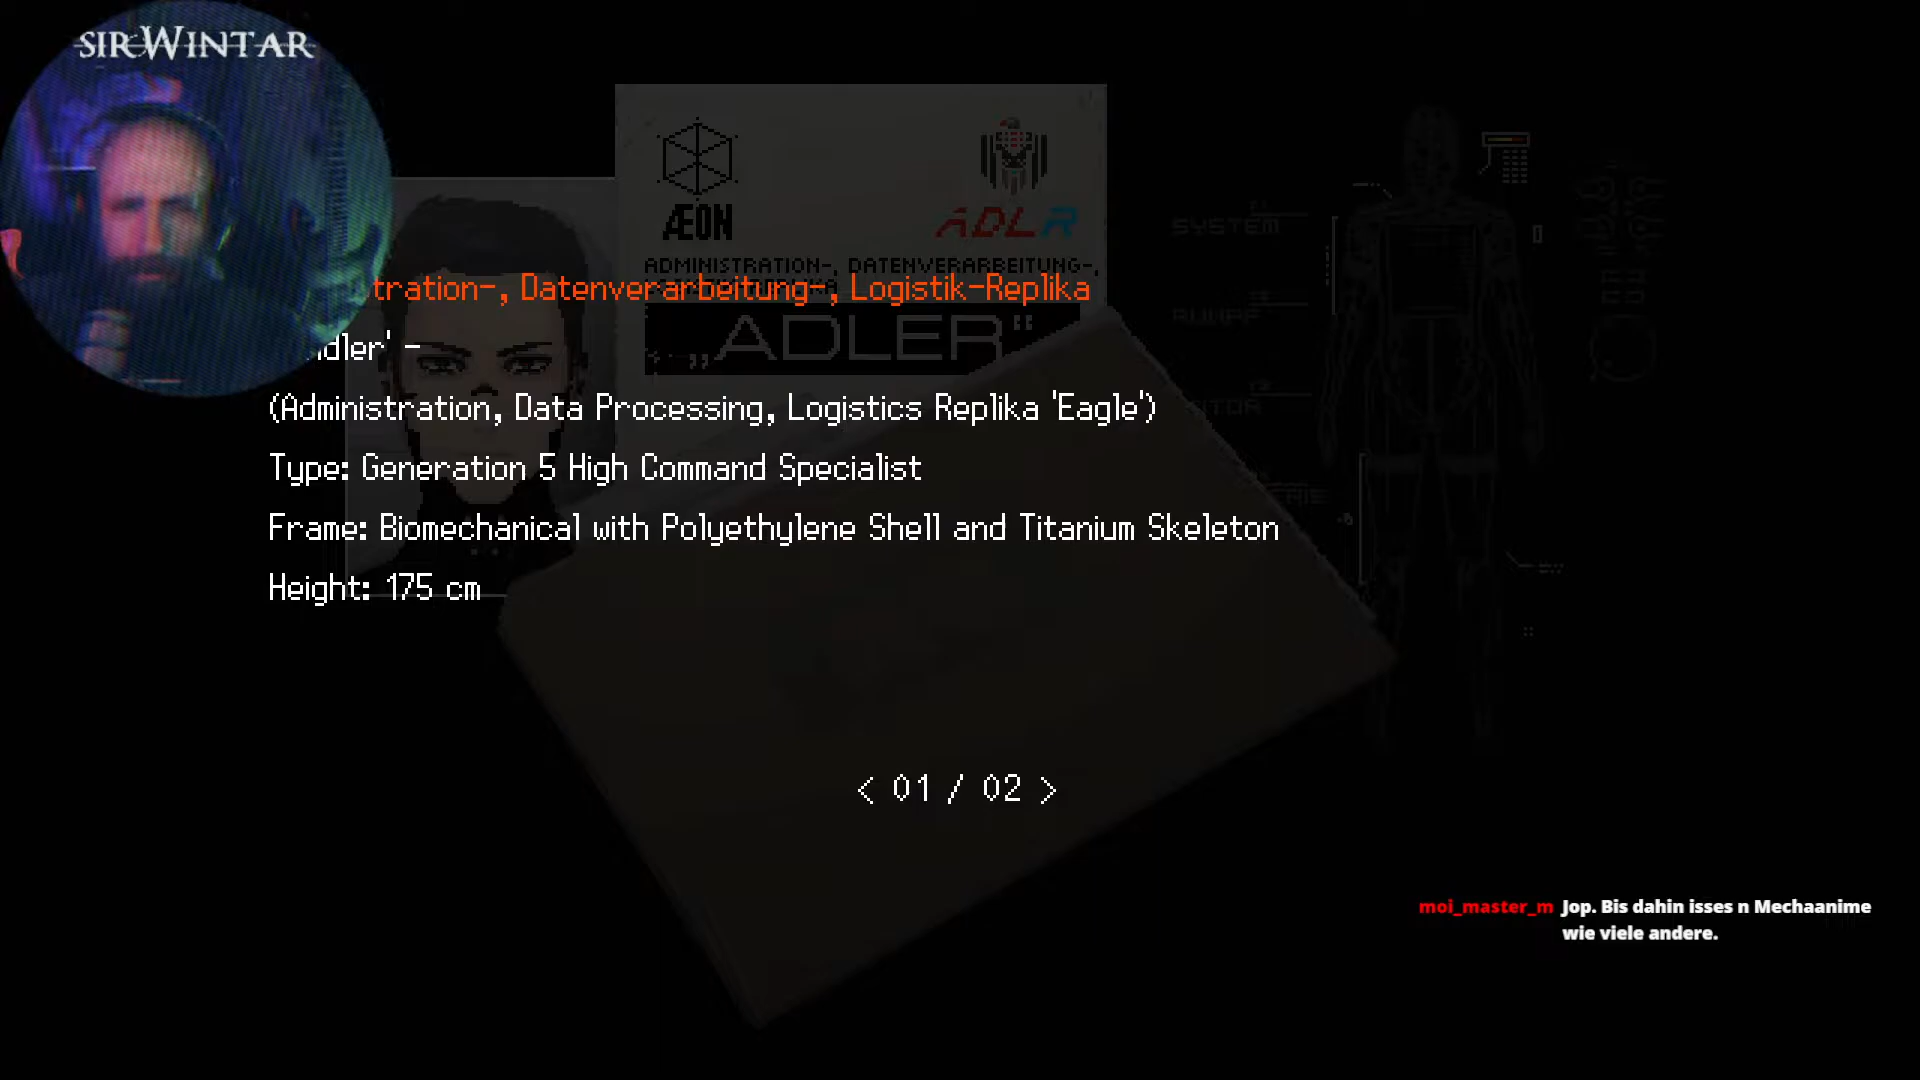 SIRWINTAR
ÆON
ADLR
ADMINISTRATION-, DATENVERARBEITUNG-,
tration-, Datenverarbeitung-, Logistik-Replika
„ADLER"
dler' -
(Administration, Data Processing, Logistics Replika 'Eagle')
Type: Generation 5 High Command Specialist
Frame: Biomechanical with Polyethylene Shell and Titanium Skeleton
Height: 175 cm
SYSTEM
RUMPF
< 01 / 02 >
moi_master_m Jop. Bis dahin isses n Mechaanime
wie viele andere.